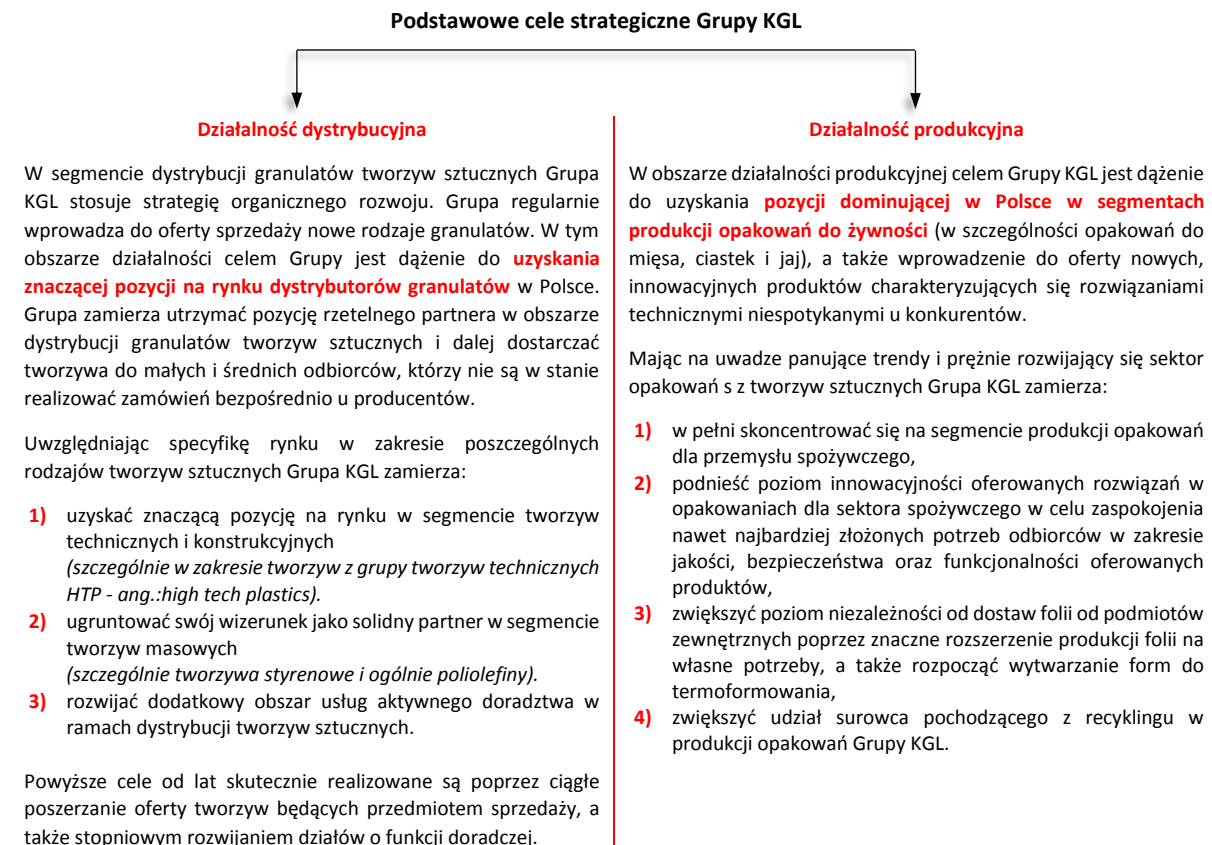 Podstawowe cele strategiczne Grupy KGL
Działalność dystrybucyjna
W segmencie dystrybucji granulatów tworzyw sztucznych Grupa
KGL stosuje strategię organicznego rozwoju. Grupa regularnie
wprowadza do oferty sprzedaży nowe rodzaje granulatów. W tym
obszarze działalności celem Grupy jest dążenie do uzyskania
znaczącej pozycji na rynku dystrybutorów granulatów w Polsce.
Grupa zamierza utrzymać pozycję rzetelnego partnera w obszarze
dystrybucji granulatów tworzyw sztucznych i dalej dostarczać
tworzywa do małych i średnich odbiorców, którzy nie są w stanie
realizować zamówień bezpośrednio u producentów.
Uwzględniając specyfikę rynku w zakresie poszczególnych
rodzajów tworzyw sztucznych Grupa KGL zamierza:
1) uzyskać znaczącą pozycję na rynku w segmencie tworzyw
technicznych i konstrukcyjnych
(szczególnie w zakresie tworzyw z grupy tworzyw technicznych
HTP - ang.:high tech plastics).
2) ugruntować swój wizerunek jako solidny partner w segmencie
tworzyw masowych
(szczególnie tworzywa styrenowe i ogólnie poliolefiny).
3) rozwijać dodatkowy obszar usług aktywnego doradztwa w
ramach dystrybucji tworzyw sztucznych.
Powyższe cele od lat skutecznie realizowane są poprzez ciągłe
poszerzanie oferty tworzyw będących przedmiotem sprzedaży, a
także stopniowym rozwijaniem działów o funkcji doradczej.
Działalność produkcyjna
W obszarze działalności produkcyjnej celem Grupy KGL jest dążenie
do uzyskania pozycji dominującej w Polsce w segmentach
produkcji opakowań do żywności (w szczególności opakowań do
mięsa, ciastek i jaj), a także wprowadzenie do oferty nowych,
innowacyjnych produktów charakteryzujących się rozwiązaniami
technicznymi niespotykanymi u konkurentów.
Mając na uwadze panujące trendy i prężnie rozwijający się sektor
opakowań s z tworzyw sztucznych Grupa KGL zamierza:
1) w pełni skoncentrować się na segmencie produkcji opakowań
dla przemysłu spożywczego,
2) podnieść poziom innowacyjności oferowanych rozwiązań w
opakowaniach dla sektora spożywczego w celu zaspokojenia
nawet najbardziej złożonych potrzeb odbiorców w zakresie
jakości, bezpieczeństwa oraz funkcjonalności oferowanych
produktów,
3) zwiększyć poziom niezależności od dostaw folii od podmiotów
zewnętrznych poprzez znaczne rozszerzenie produkcji folii na
własne potrzeby, a także rozpocząć wytwarzanie form do
termoformowania,
4) zwiększyć udział surowca pochodzącego z recyklingu w
produkcji opakowań Grupy KGL.